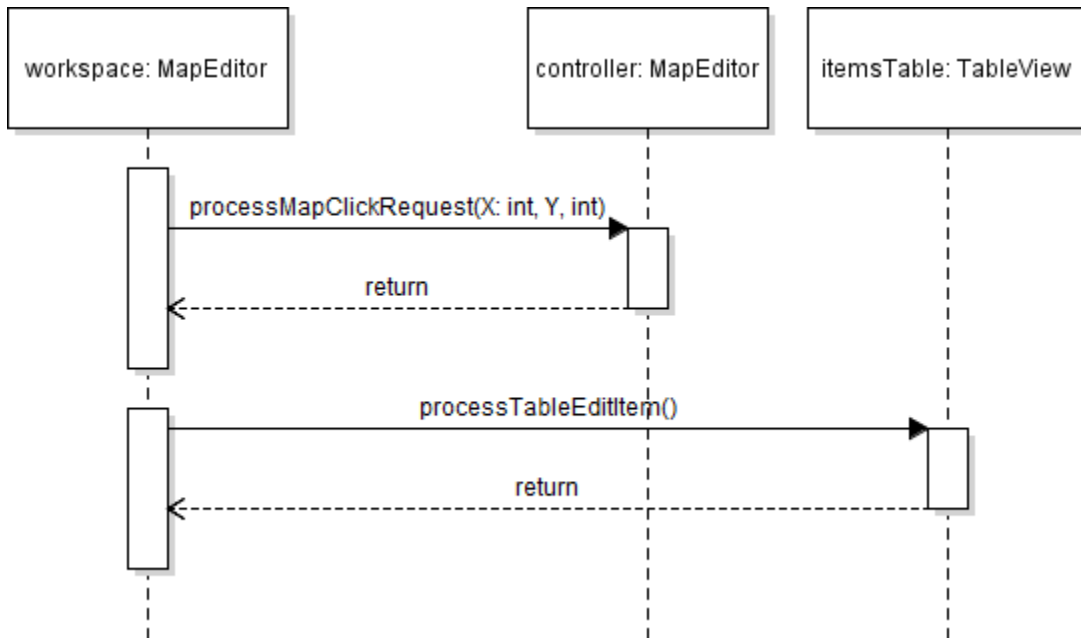 workspace: MapEditor
controller: MapEditor
itemsTable: TableView
processMapClickRequest(X: int, Y, int)
return
processTableEditItem()
return